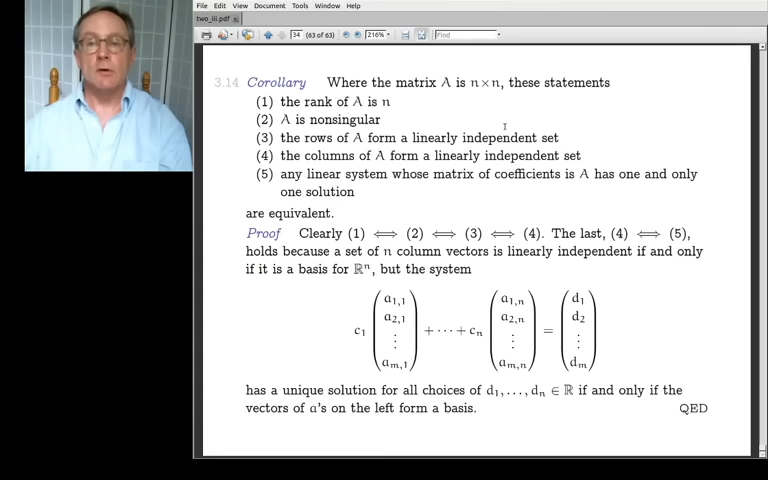 File Edit View Document Tools Window Help
two_iii.pdf
34 (63 of 63) 216% Find
3.14 Corollary Where the matrix A is n×n, these statements
(1) the rank of A is n
(2) A is nonsingular
(3) the rows of A form a linearly independent set
(4) the columns of A form a linearly independent set
(5) any linear system whose matrix of coefficients is A has one and only
one solution
are equivalent.
Proof Clearly (1) ⟺ (2) ⟺ (3) ⟺ (4). The last, (4) ⟺ (5),
holds because a set of n column vectors is linearly independent if and only
if it is a basis for ℝⁿ, but the system
a₁,₁ a₁,ₙ d₁
a₂,₁ a₂,ₙ d₂
c₁ ⋮ + ⋯ + cₙ ⋮ = ⋮
aₘ,₁ aₘ,ₙ dₘ
has a unique solution for all choices of d₁, . . . , dₙ ∈ ℝ if and only if the
vectors of a's on the left form a basis. QED